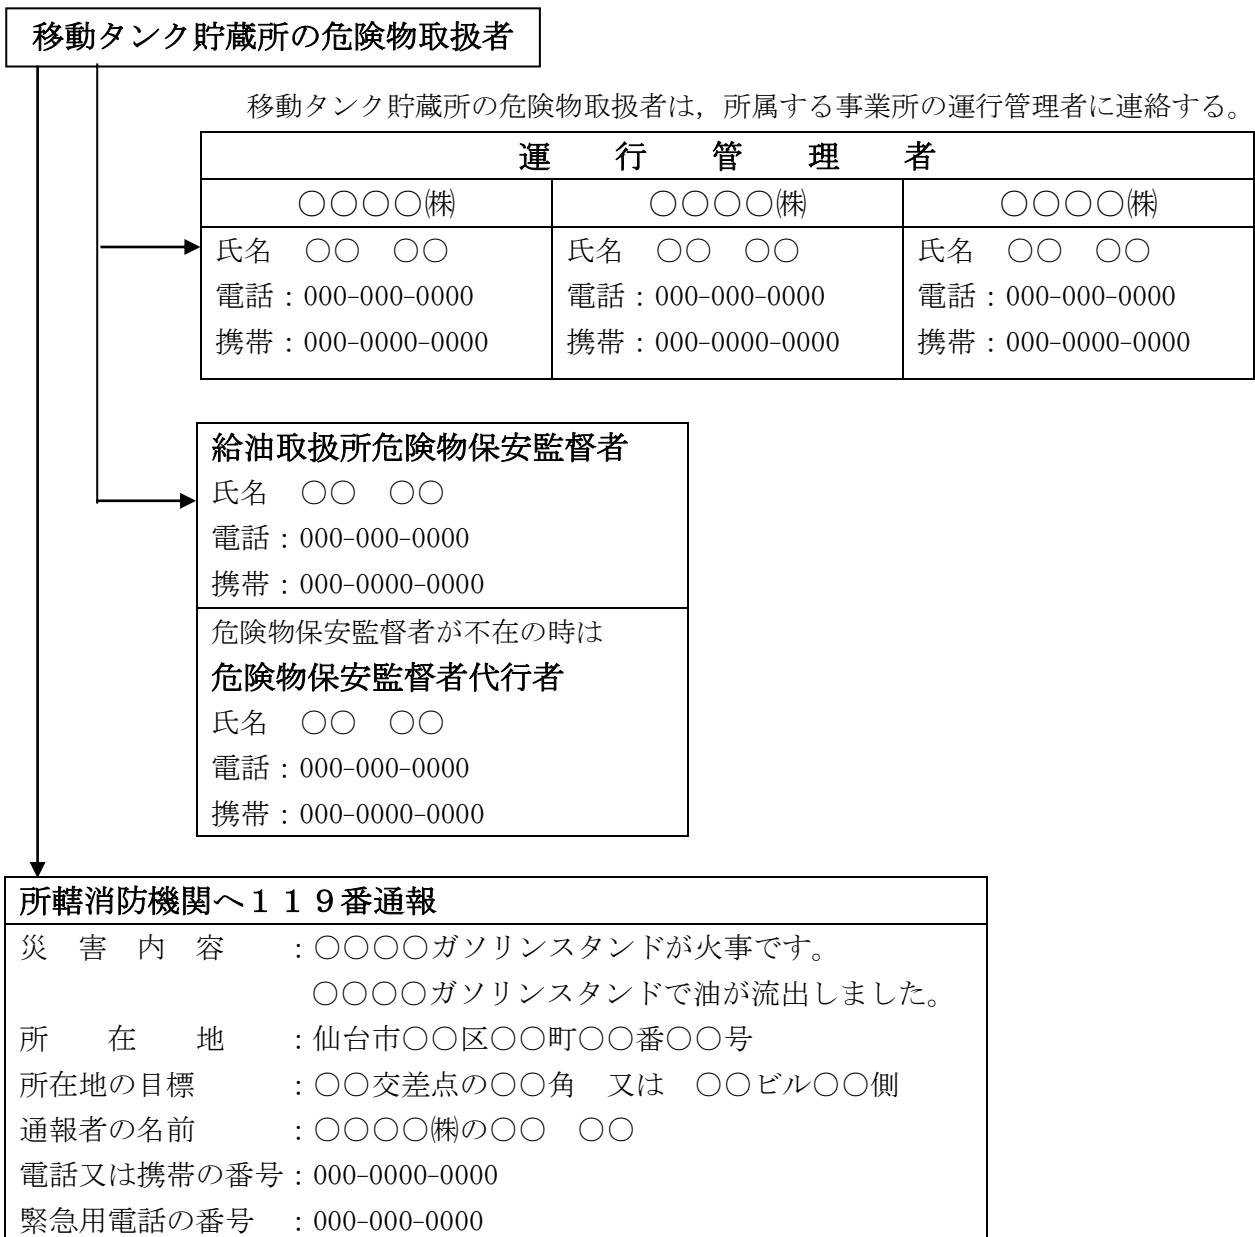 移動タンク貯蔵所の危険物取扱者
移動タンク貯蔵所の危険物取扱者は，所属する事業所の運行管理者に連絡する。
運　行　管　理　者
○○○○㈱　○○○○㈱　○○○○㈱
氏名　○○　○○　氏名　○○　○○　氏名　○○　○○
電話：000-000-0000　電話：000-000-0000　電話：000-000-0000
携帯：000-0000-0000　携帯：000-0000-0000　携帯：000-0000-0000
給油取扱所危険物保安監督者
氏名　○○　○○
電話：000-000-0000
携帯：000-0000-0000
危険物保安監督者が不在の時は
危険物保安監督者代行者
氏名　○○　○○
電話：000-000-0000
携帯：000-0000-0000
所轄消防機関へ１１９番通報
災　害　内　容　：○○○○ガソリンスタンドが火事です。
○○○○ガソリンスタンドで油が流出しました。
所　在　地　：仙台市○○区○○町○○番○○号
所在地の目標　：○○交差点の○○角　又は　○○ビル○○側
通報者の名前　：○○○○㈱の○○　○○
電話又は携帯の番号：000-0000-0000
緊急用電話の番号　：000-000-0000